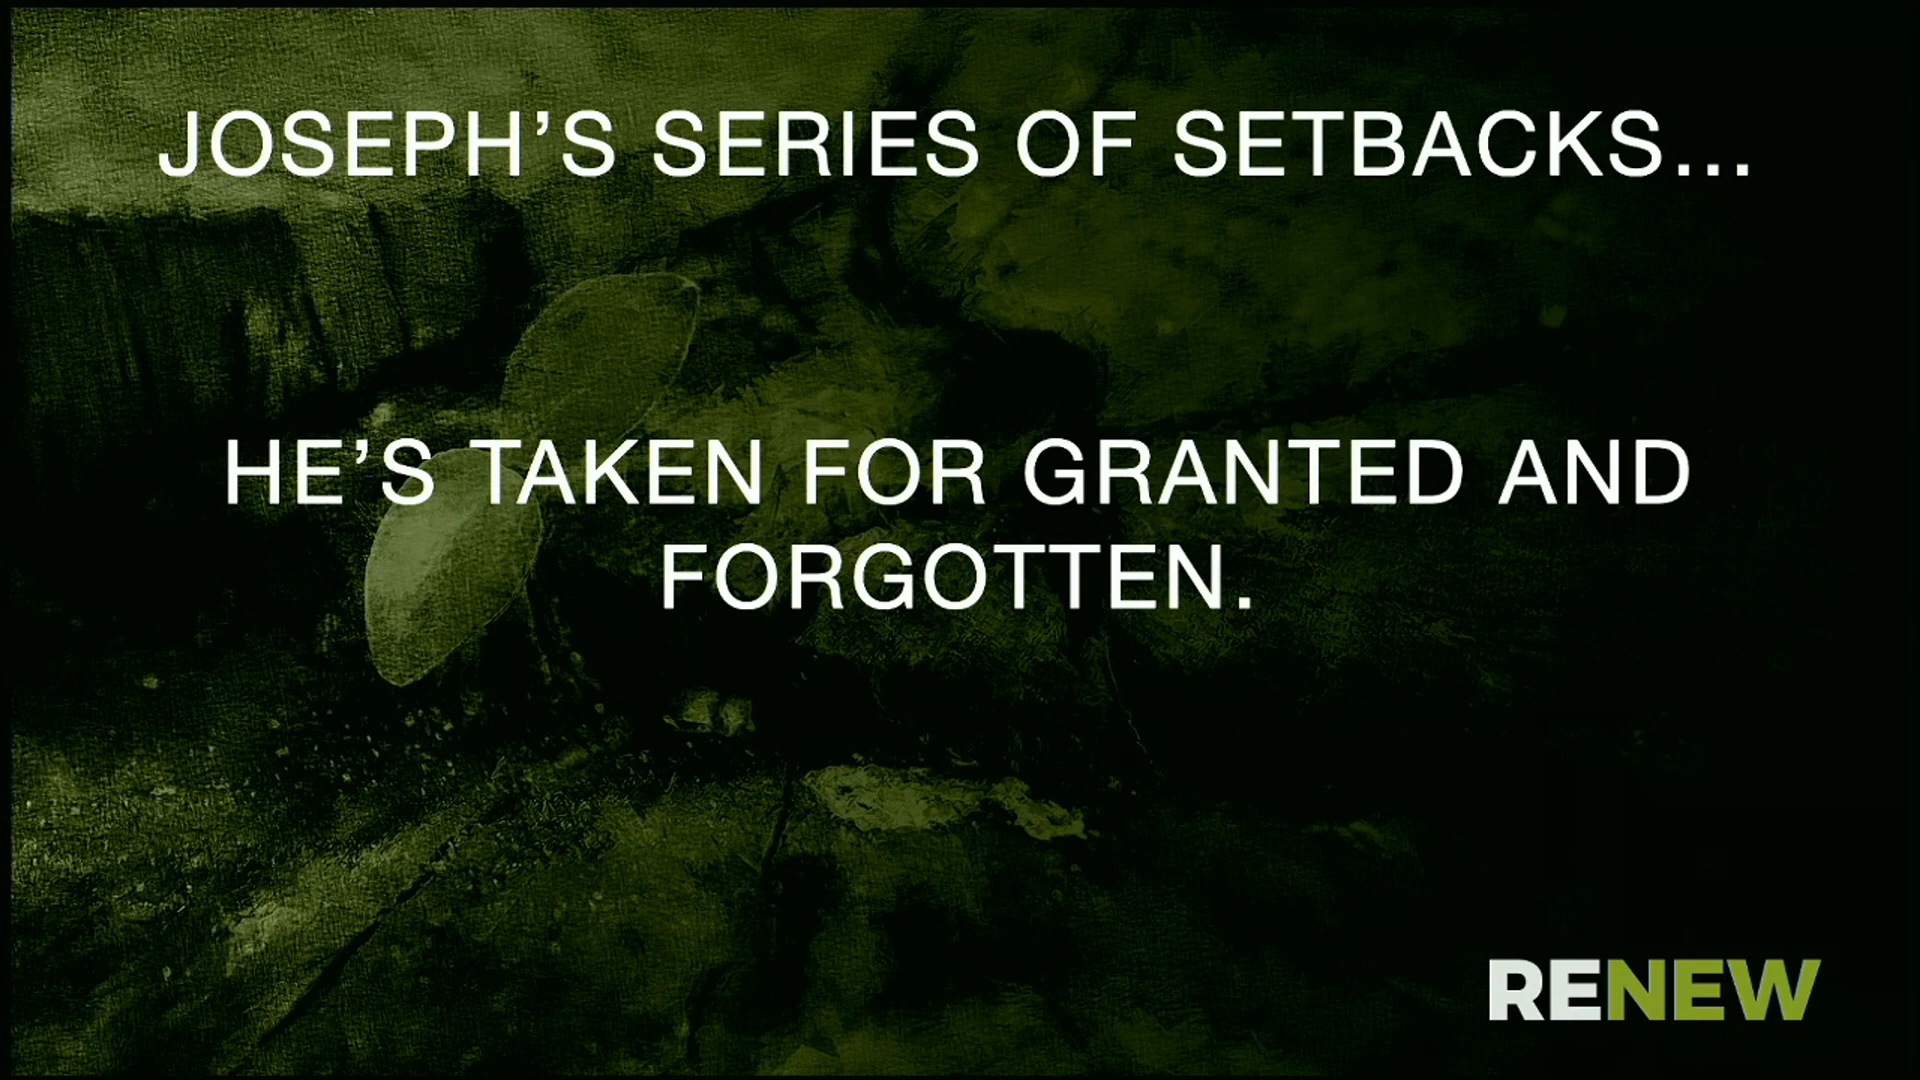 JOSEPH’S SERIES OF SETBACKS…
HE’S TAKEN FOR GRANTED AND
FORGOTTEN.
RENEW